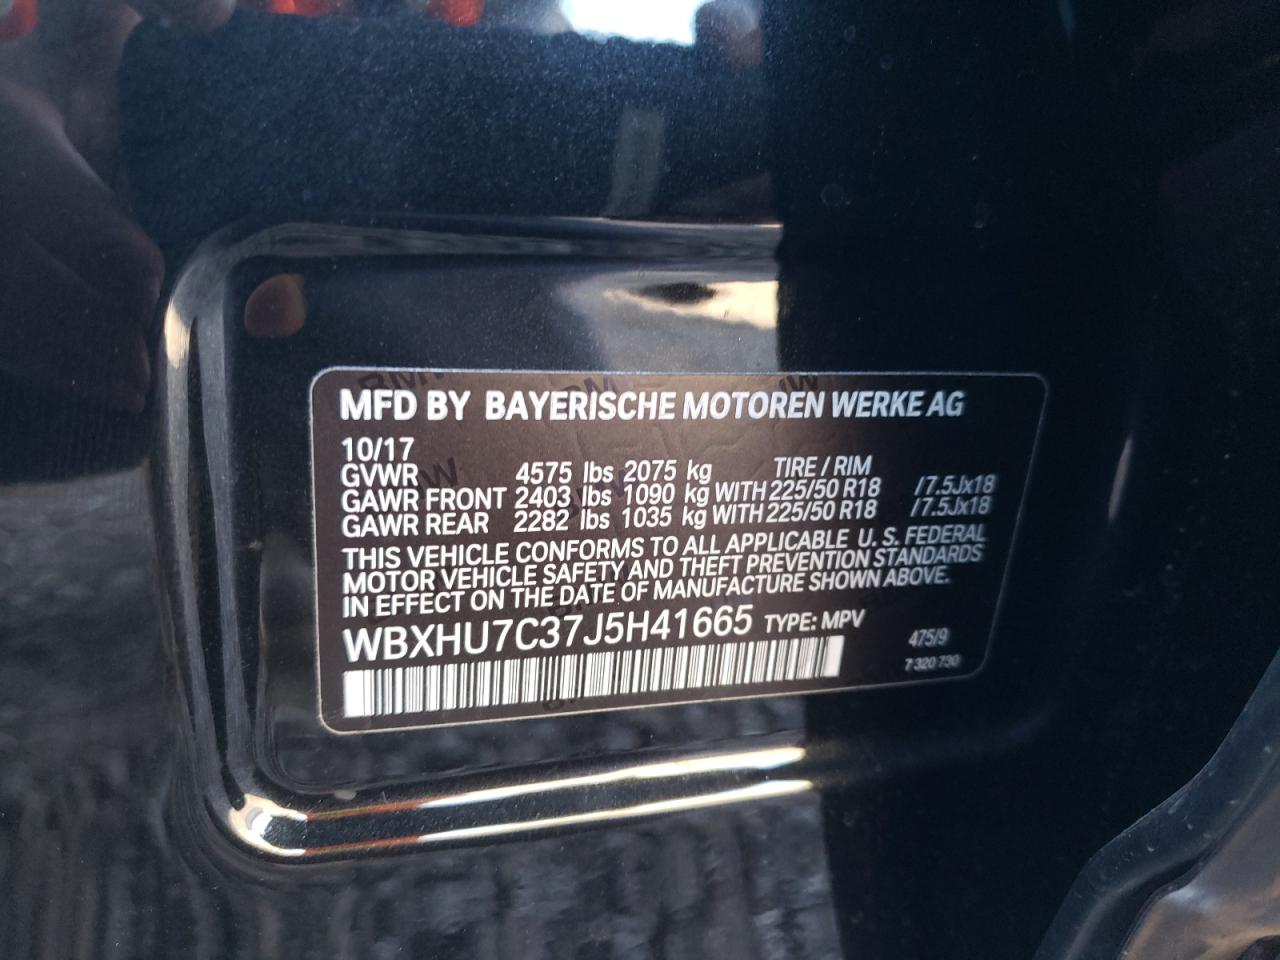 MFD BY BAYERISCHE MOTOREN WERKE AG
10/17
GVWR 4575 lbs 2075 kg TIRE / RIM
GAWR FRONT 2403 lbs 1090 kg WITH 225/50 R18 /7.5Jx18
GAWR REAR 2282 lbs 1035 kg WITH 225/50 R18 /7.5Jx18
THIS VEHICLE CONFORMS TO ALL APPLICABLE U. S. FEDERAL
MOTOR VEHICLE SAFETY AND THEFT PREVENTION STANDARDS
IN EFFECT ON THE DATE OF MANUFACTURE SHOWN ABOVE.
WBXHU7C37J5H41665 TYPE: MPV
475/9
7 320 730